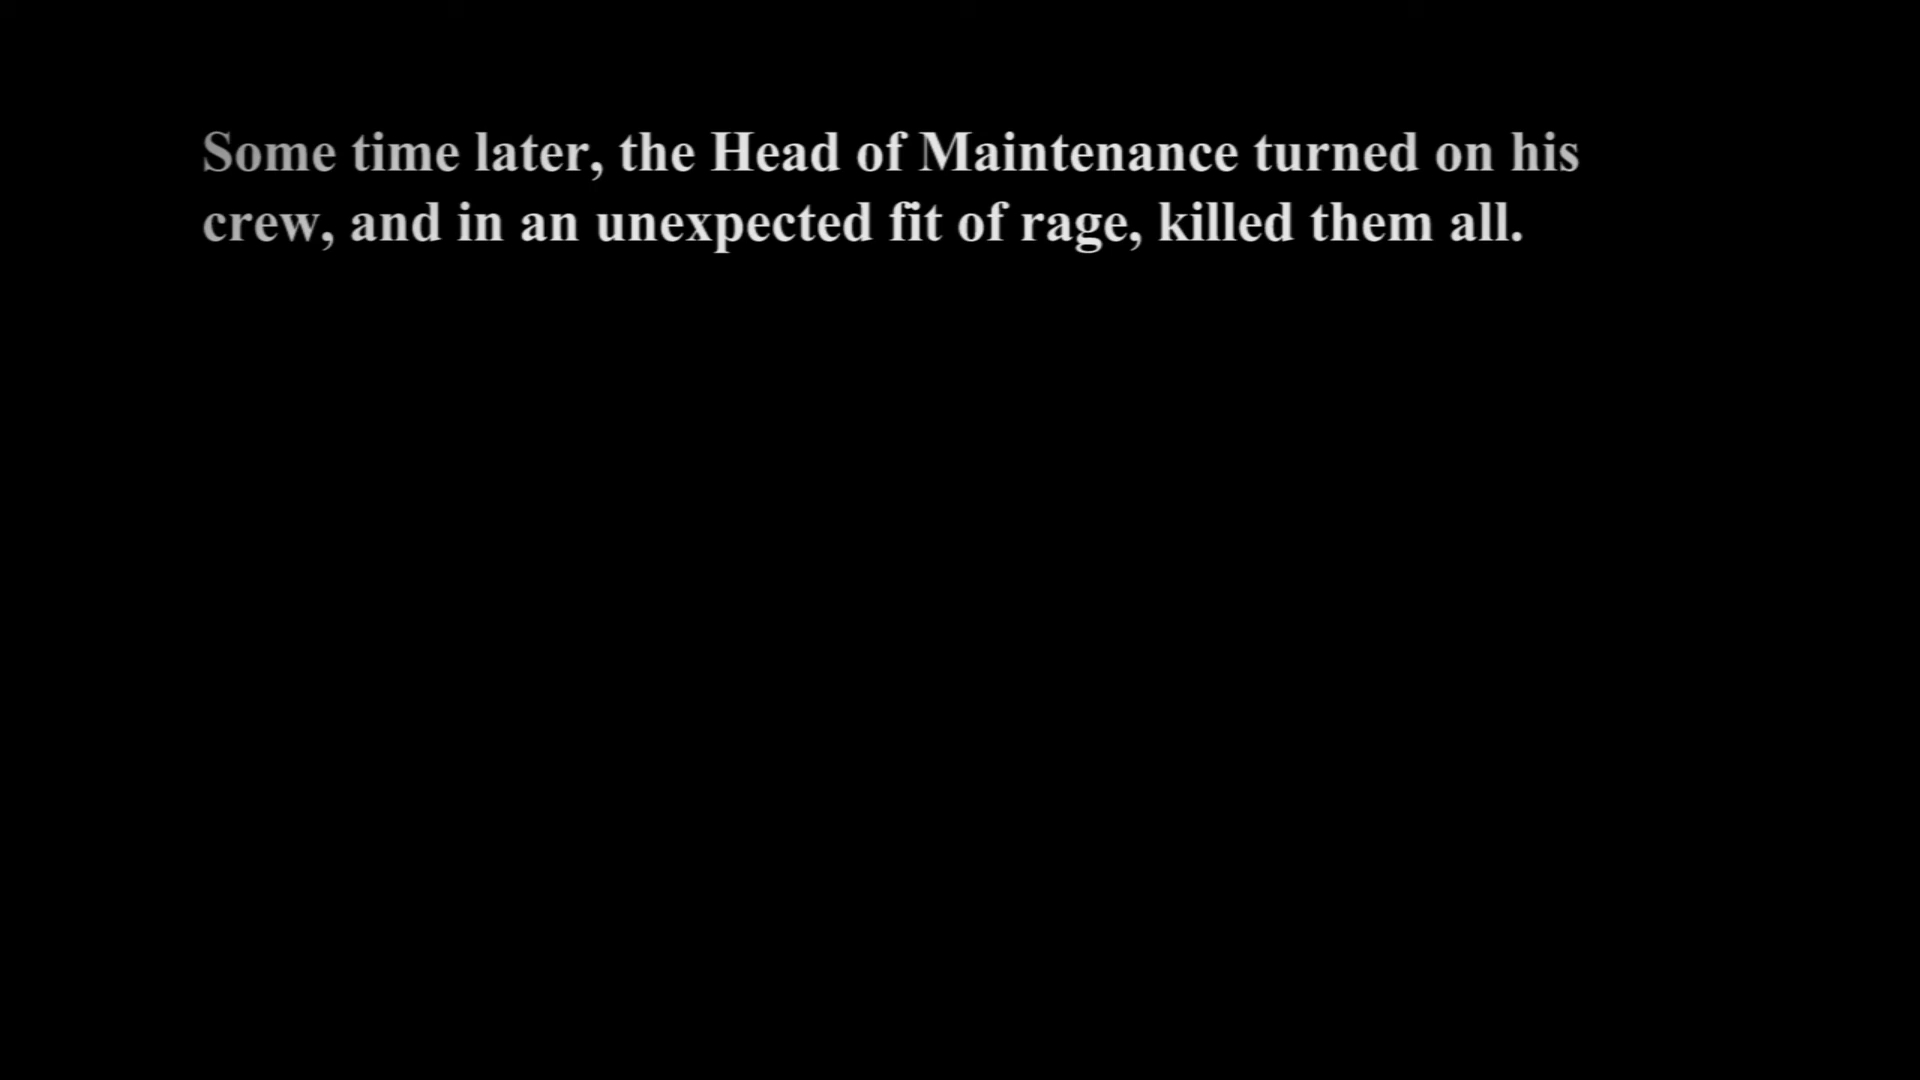 Some time later, the Head of Maintenance turned on his
crew, and in an unexpected fit of rage, killed them all.